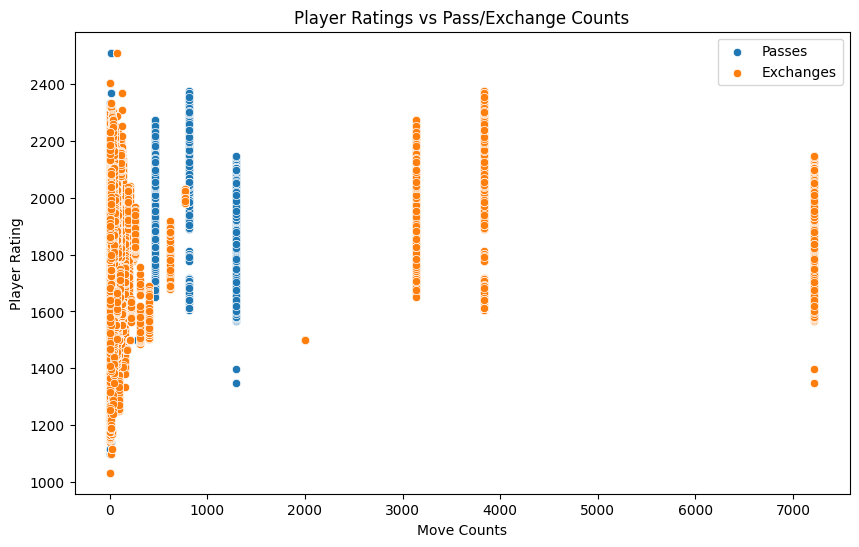 Player Ratings vs Pass/Exchange Counts
Passes
Exchanges
Player Rating
2400
2200
2000
1800
1600
1400
1200
1000
0 1000 2000 3000 4000 5000 6000 7000
Move Counts